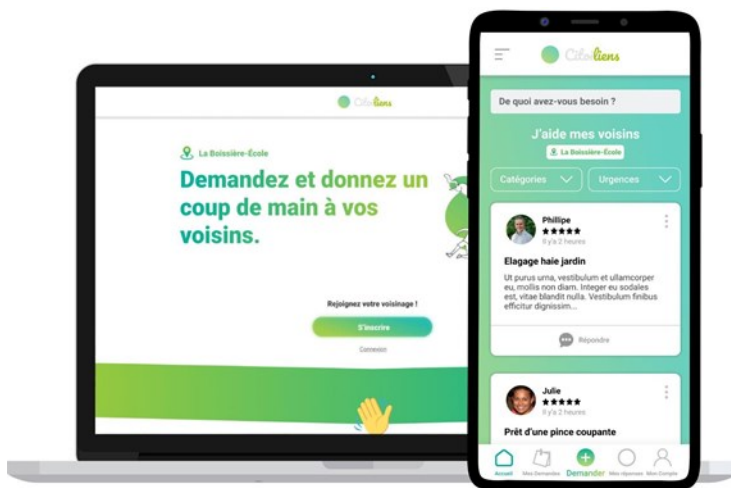 Citoliens
La Boissière-École
Demandez et donnez un
coup de main à vos
voisins.
Rejoignez votre voisinage !
S'inscrire
Connexion
Citoliens
De quoi avez-vous besoin ?
J'aide mes voisins
La Boissière-École
Catégories
Urgences
Phillipe
Il y'a 2 heures
Elagage haie jardin
Ut purus urna, vestibulum et ullamcorper
eu, mollis non diam. Integer eu sodales
est, vitae blandit nulla. Vestibulum finibus
efficitur dignissim...
Répondre
Julie
Il y'a 2 heures
Prêt d'une pince coupante
Accueil
Mes Demandes
Demander
Mes réponses
Mon Compte